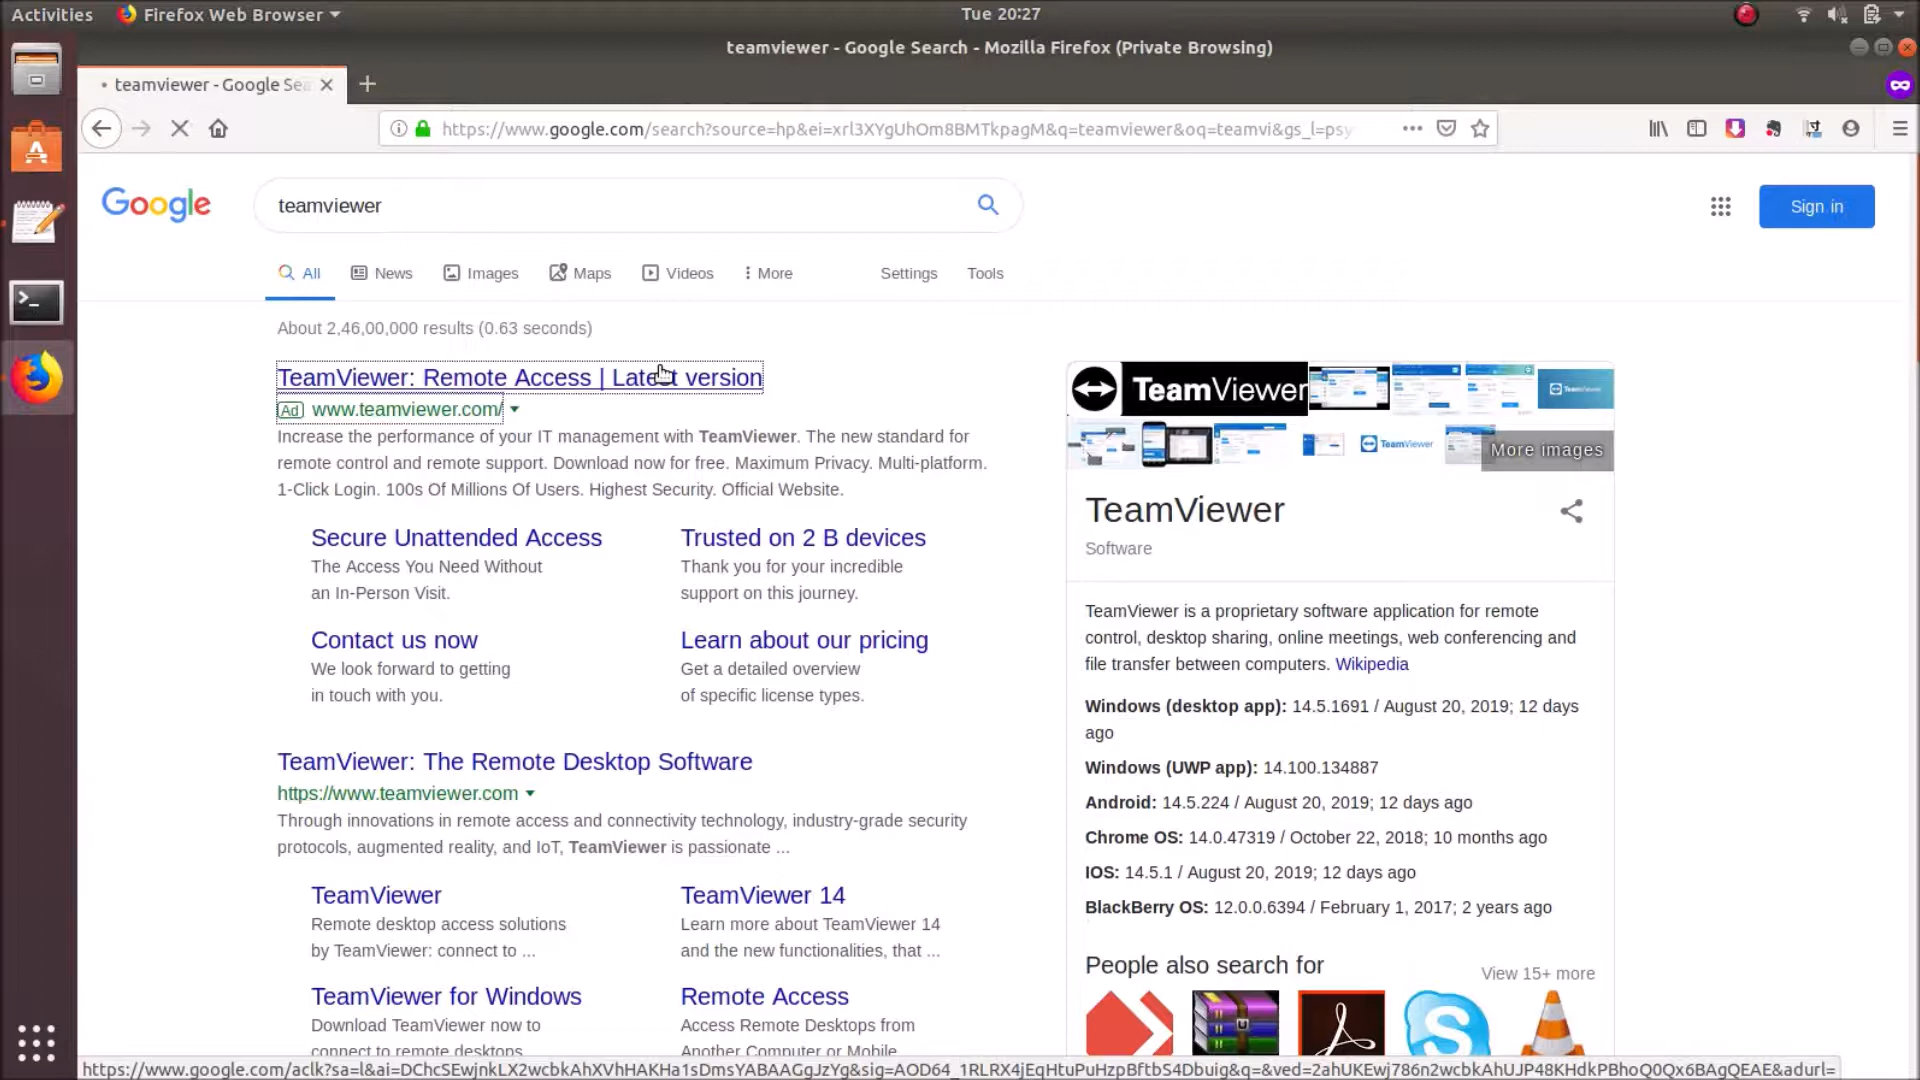 Activities
Firefox Web Browser
Tue 20:27
teamviewer - Google Search - Mozilla Firefox (Private Browsing)
teamviewer - Google Sea
https://www.google.com/search?source=hp&ei=xrl3XYgUhOm8BMTkpagM&q=teamviewer&oq=teamvi&gs_l=psy
Google
teamviewer
Sign in
All
News
Images
Maps
Videos
More
Settings
Tools
About 2,46,00,000 results (0.63 seconds)
TeamViewer: Remote Access | Latest version
Ad www.teamviewer.com/
Increase the performance of your IT management with TeamViewer. The new standard for
remote control and remote support. Download now for free. Maximum Privacy. Multi-platform.
1-Click Login. 100s Of Millions Of Users. Highest Security. Official Website.
Secure Unattended Access
The Access You Need Without
an In-Person Visit.
Trusted on 2 B devices
Thank you for your incredible
support on this journey.
Contact us now
We look forward to getting
in touch with you.
Learn about our pricing
Get a detailed overview
of specific license types.
TeamViewer: The Remote Desktop Software
https://www.teamviewer.com
Through innovations in remote access and connectivity technology, industry-grade security
protocols, augmented reality, and IoT, TeamViewer is passionate ...
TeamViewer
Remote desktop access solutions
by TeamViewer: connect to ...
TeamViewer 14
Learn more about TeamViewer 14
and the new functionalities, that ...
TeamViewer for Windows
Download TeamViewer now to
connect to remote desktops
Remote Access
Access Remote Desktops from
Another Computer or Mobile
TeamViewer
TeamViewer
More images
TeamViewer
Software
TeamViewer is a proprietary software application for remote
control, desktop sharing, online meetings, web conferencing and
file transfer between computers. Wikipedia
Windows (desktop app): 14.5.1691 / August 20, 2019; 12 days
ago
Windows (UWP app): 14.100.134887
Android: 14.5.224 / August 20, 2019; 12 days ago
Chrome OS: 14.0.47319 / October 22, 2018; 10 months ago
IOS: 14.5.1 / August 20, 2019; 12 days ago
BlackBerry OS: 12.0.0.6394 / February 1, 2017; 2 years ago
People also search for
View 15+ more
https://www.google.com/aclk?sa=l&ai=DChcSEwjnkLX2wcbkAhXVhHAKHa1sDmsYABAAGgJzYg&sig=AOD64_1RLRX4jEqHtuPuHzpBftbS4Dbuig&q=&ved=2ahUKEwj786n2wcbkAhUJP48KHdkPBhoQ0Qx6BAgQEAE&adurl=